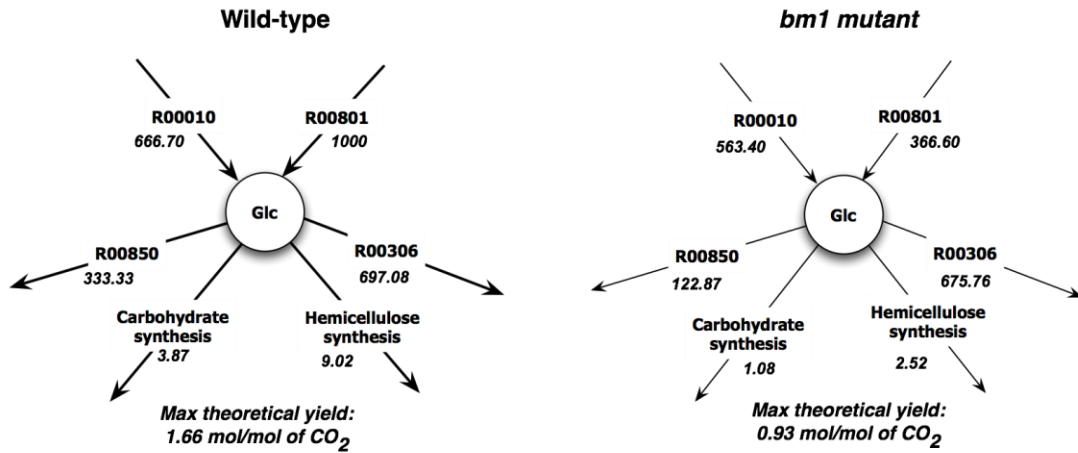 Wild-type
R00010
666.70
R00801
1000
Glc
R00850
333.33
R00306
697.08
Carbohydrate
synthesis
3.87
Hemicellulose
synthesis
9.02
Max theoretical yield:
1.66 mol/mol of CO₂
bm1 mutant
R00010
563.40
R00801
366.60
Glc
R00850
122.87
R00306
675.76
Carbohydrate
synthesis
1.08
Hemicellulose
synthesis
2.52
Max theoretical yield:
0.93 mol/mol of CO₂